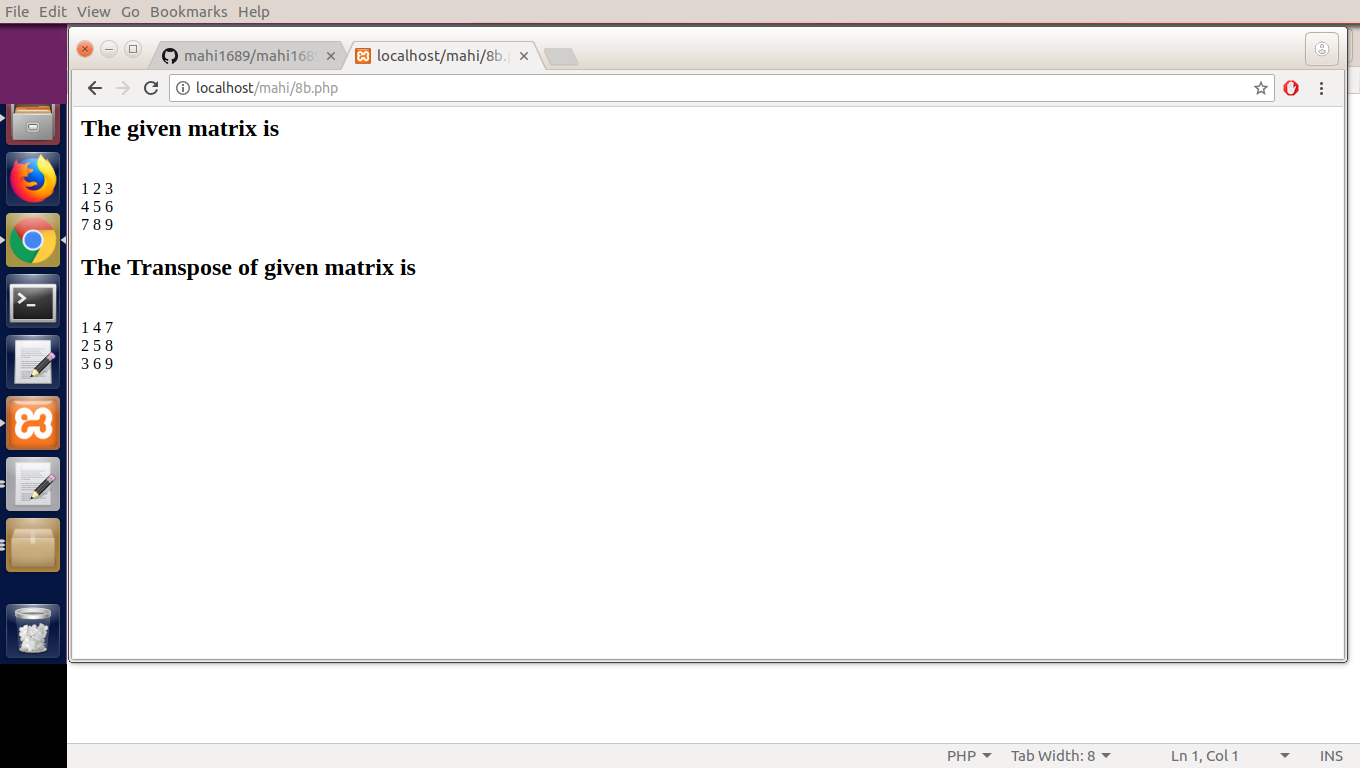 File Edit View Go Bookmarks Help
mahi1689/mahi168
localhost/mahi/8b.p
localhost/mahi/8b.php
The given matrix is
1 2 3
4 5 6
7 8 9
The Transpose of given matrix is
1 4 7
2 5 8
3 6 9
PHP Tab Width: 8 Ln 1, Col 1 INS